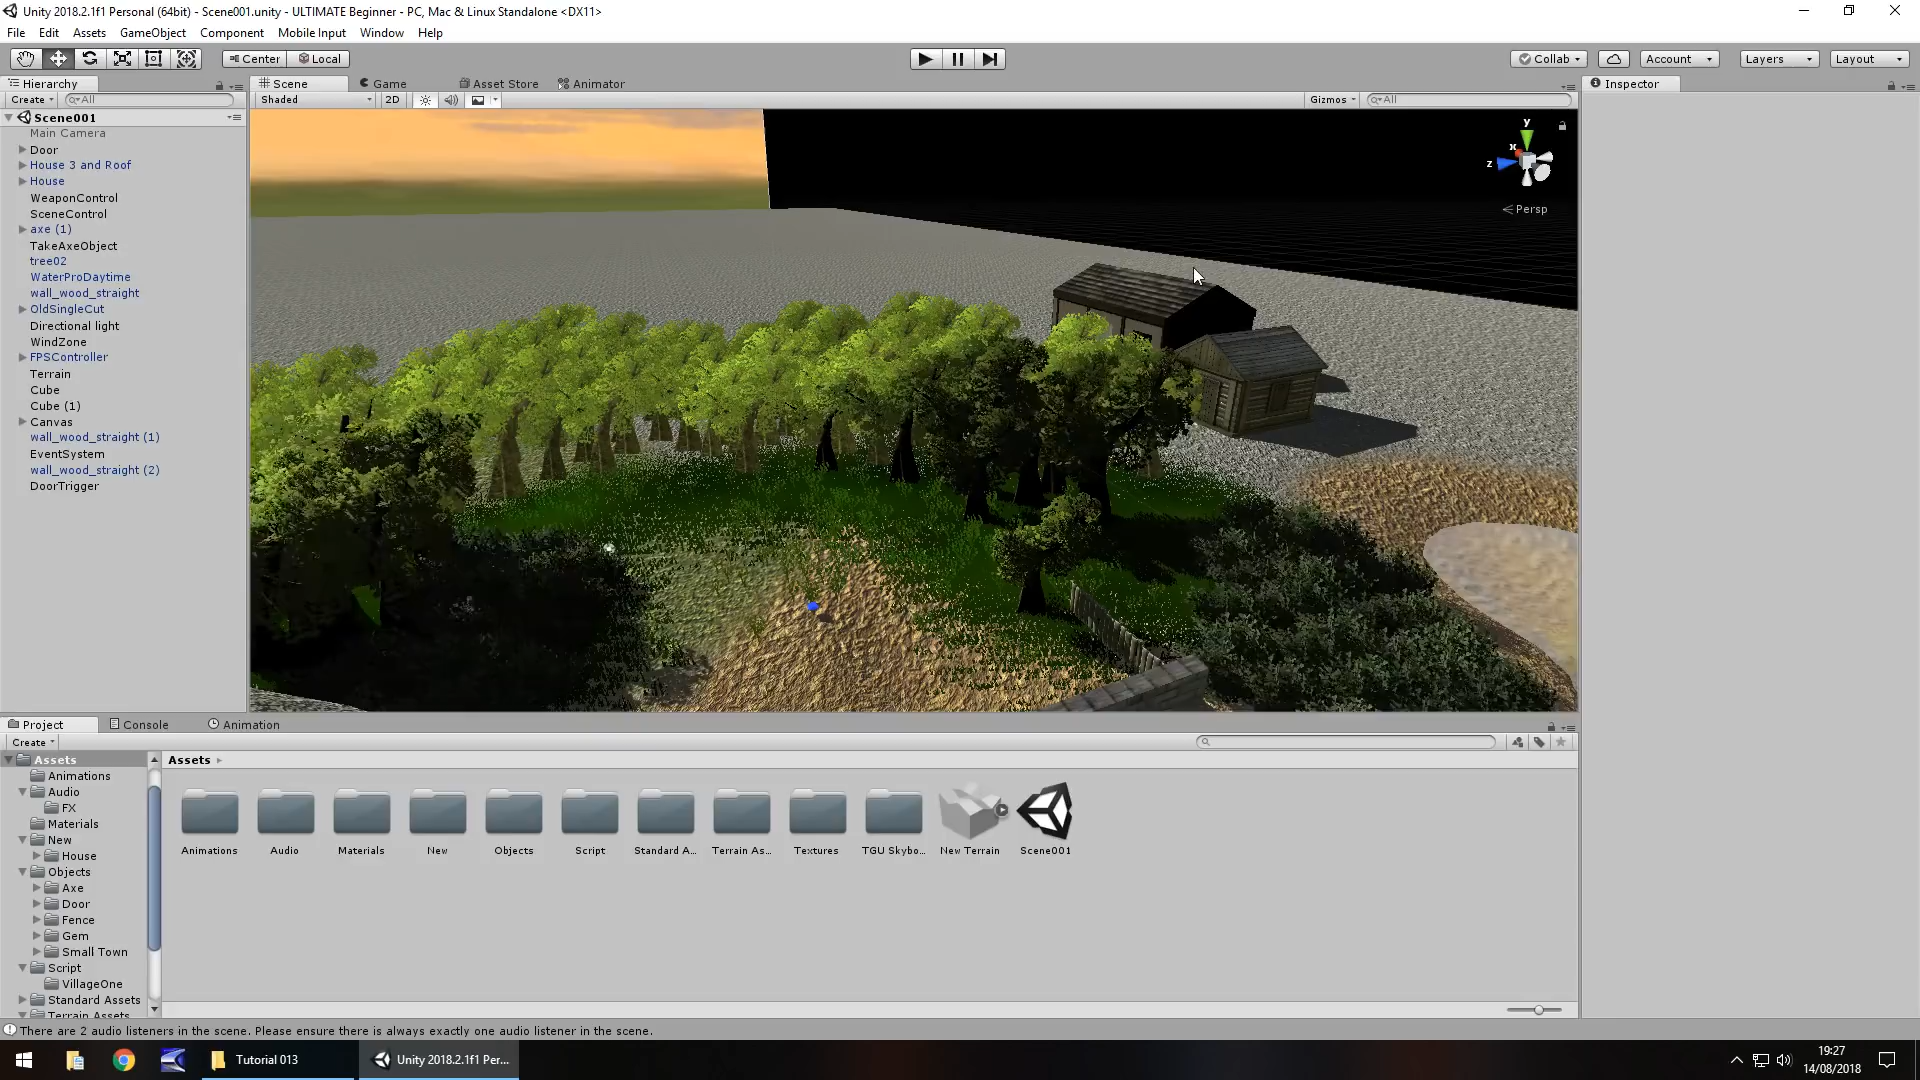 Unity 2018.2.1f1 Personal (64bit) - Scene001.unity - ULTIMATE Beginner - PC, Mac & Linux Standalone <DX11>
File Edit Assets GameObject Component Mobile Input Window Help
Center Local Collab Account Layers Layout
Hierarchy Scene Game Asset Store Animator Inspector
Create All Shaded 2D Gizmos All
Scene001
Main Camera
Door
House 3 and Roof
House
WeaponControl
SceneControl
axe (1)
TakeAxeObject
tree02
WaterProDaytime
wall_wood_straight
OldSingleCut
Directional light
WindZone
FPSController
Terrain
Cube
Cube (1)
Canvas
wall_wood_straight (1)
EventSystem
wall_wood_straight (2)
DoorTrigger
y
x
z
Persp
Project Console Animation
Create
Assets
Animations
Audio
FX
Materials
New
House
Objects
Axe
Door
Fence
Gem
Small Town
Script
VillageOne
Standard Assets
Terrain Assets
Assets
Animations Audio Materials New Objects Script Standard A... Terrain As... Textures TGU Skybo... New Terrain Scene001
There are 2 audio listeners in the scene. Please ensure there is always exactly one audio listener in the scene.
Tutorial 013 Unity 2018.2.1f1 Per...
19:27
14/08/2018